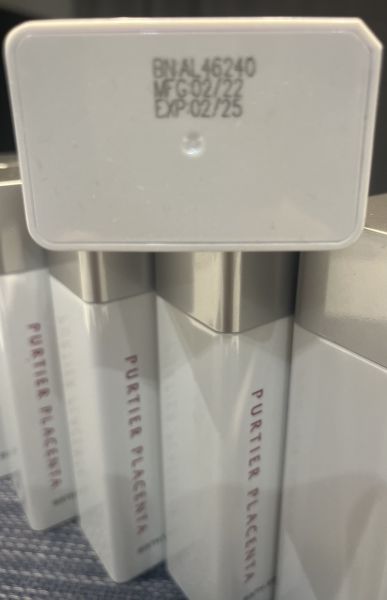 BN:AL46240
MFG:02/22
EXP:02/25
PURTIER PLACENTA
PURTIER PLACENTA
PURTIER PLACENTA